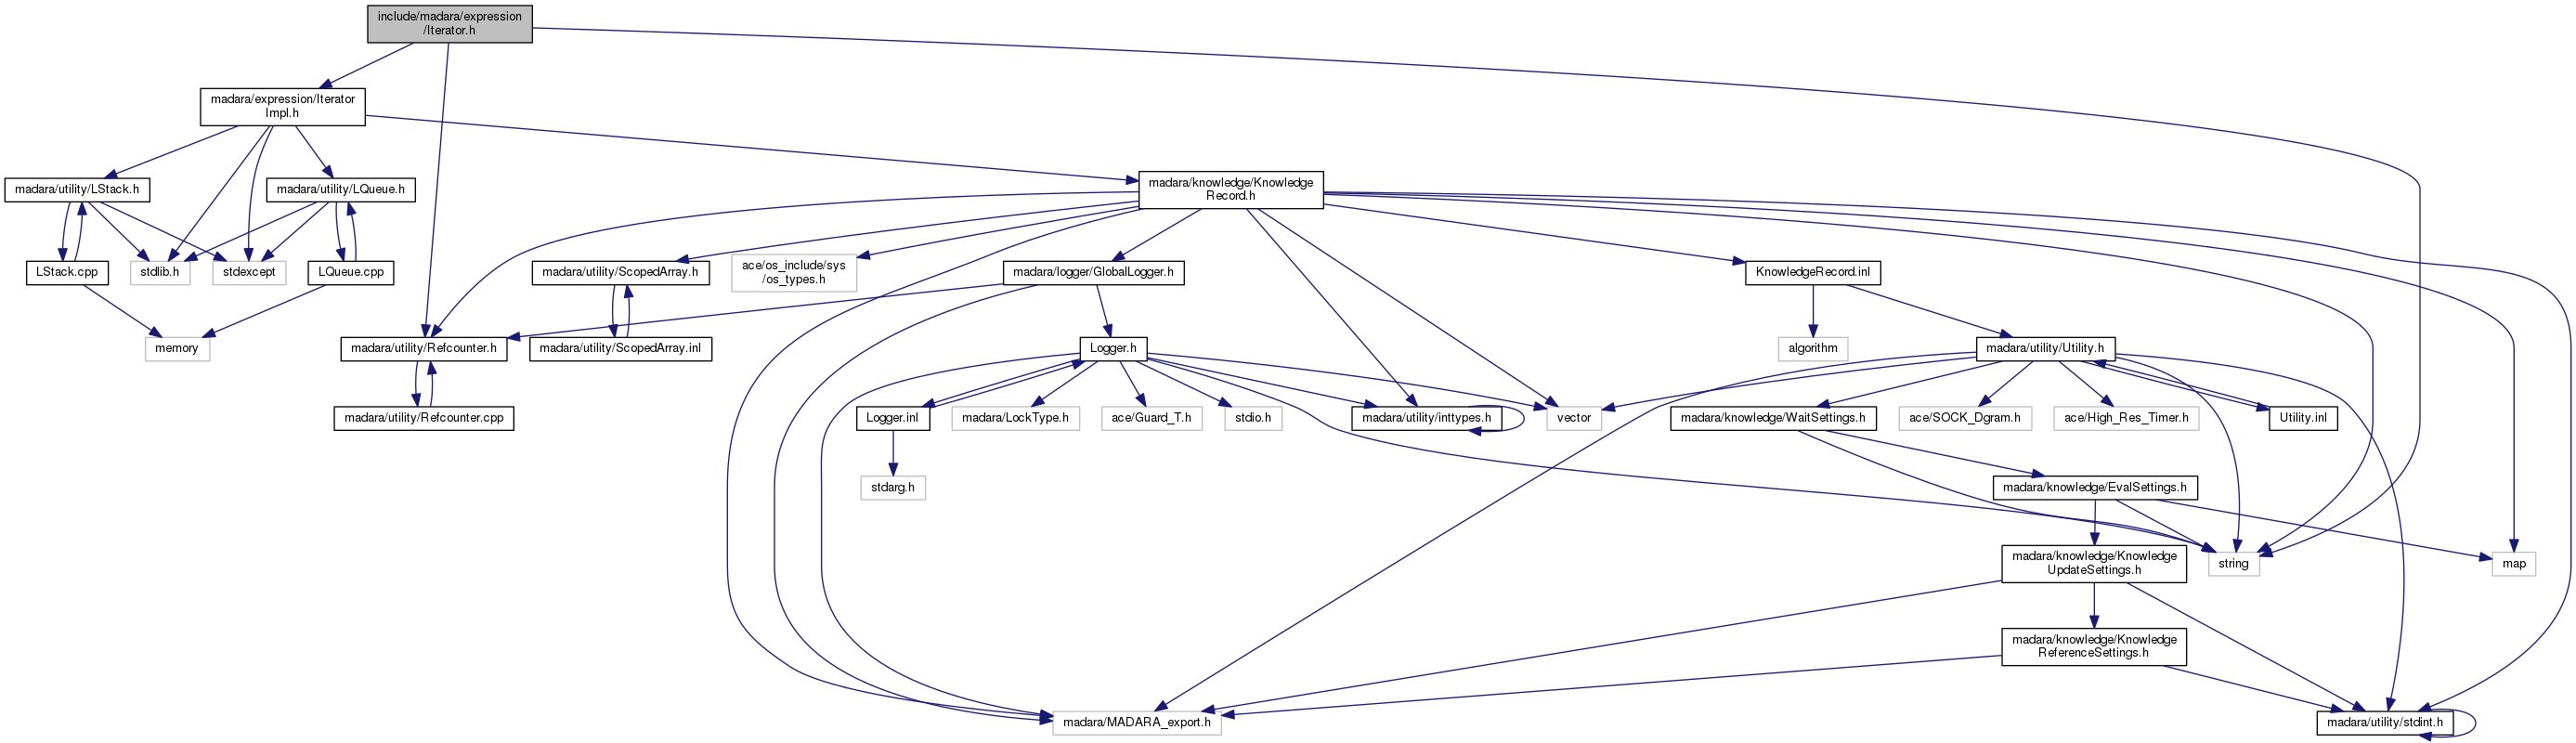 include/madara/expression
/Iterator.h
madara/expression/Iterator
Impl.h
madara/utility/LStack.h
madara/utility/LQueue.h
madara/knowledge/Knowledge
Record.h
LStack.cpp
stdlib.h
stdexcept
LQueue.cpp
madara/utility/ScopedArray.h
ace/os_include/sys
/os_types.h
madara/logger/GlobalLogger.h
KnowledgeRecord.inl
memory
madara/utility/Refcounter.h
madara/utility/ScopedArray.inl
Logger.h
algorithm
madara/utility/Utility.h
madara/utility/Refcounter.cpp
Logger.inl
madara/LockType.h
ace/Guard_T.h
stdio.h
madara/utility/inttypes.h
vector
madara/knowledge/WaitSettings.h
ace/SOCK_Dgram.h
ace/High_Res_Timer.h
Utility.inl
stdarg.h
madara/knowledge/EvalSettings.h
madara/knowledge/Knowledge
UpdateSettings.h
string
map
madara/knowledge/Knowledge
ReferenceSettings.h
madara/MADARA_export.h
madara/utility/stdint.h